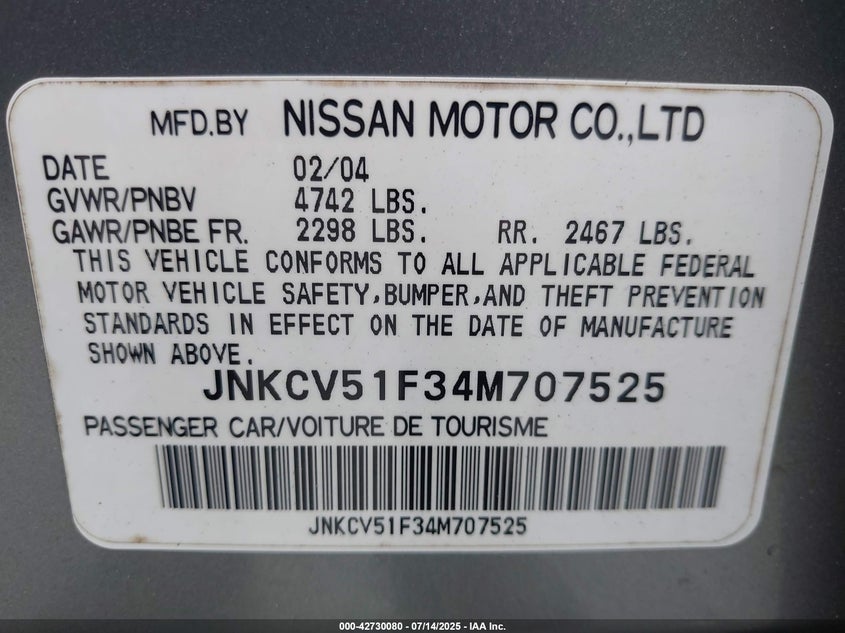 MFD.BY NISSAN MOTOR CO.,LTD
DATE 02/04
GVWR/PNBV 4742 LBS.
GAWR/PNBE FR. 2298 LBS. RR. 2467 LBS.
THIS VEHICLE CONFORMS TO ALL APPLICABLE FEDERAL
MOTOR VEHICLE SAFETY,BUMPER,AND THEFT PREVENTION
STANDARDS IN EFFECT ON THE DATE OF MANUFACTURE
SHOWN ABOVE.
JNKCV51F34M707525
PASSENGER CAR/VOITURE DE TOURISME
JNKCV51F34M707525
000-42730080 - 07/14/2025 - IAA Inc.